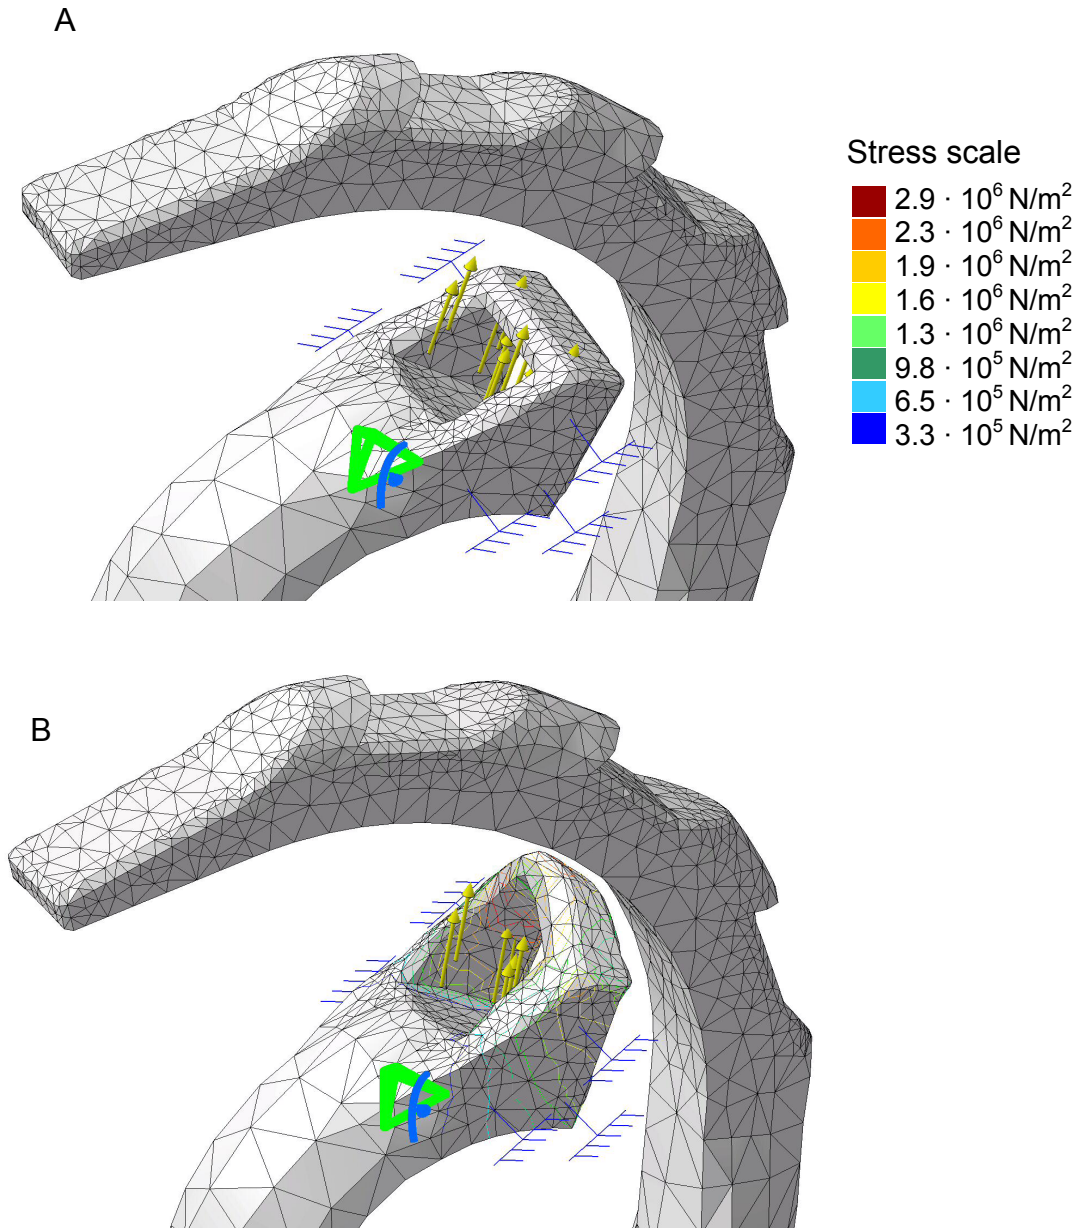 A
Stress scale
2.9 · 10⁶ N/m²
2.3 · 10⁶ N/m²
1.9 · 10⁶ N/m²
1.6 · 10⁶ N/m²
1.3 · 10⁶ N/m²
9.8 · 10⁵ N/m²
6.5 · 10⁵ N/m²
3.3 · 10⁵ N/m²
B